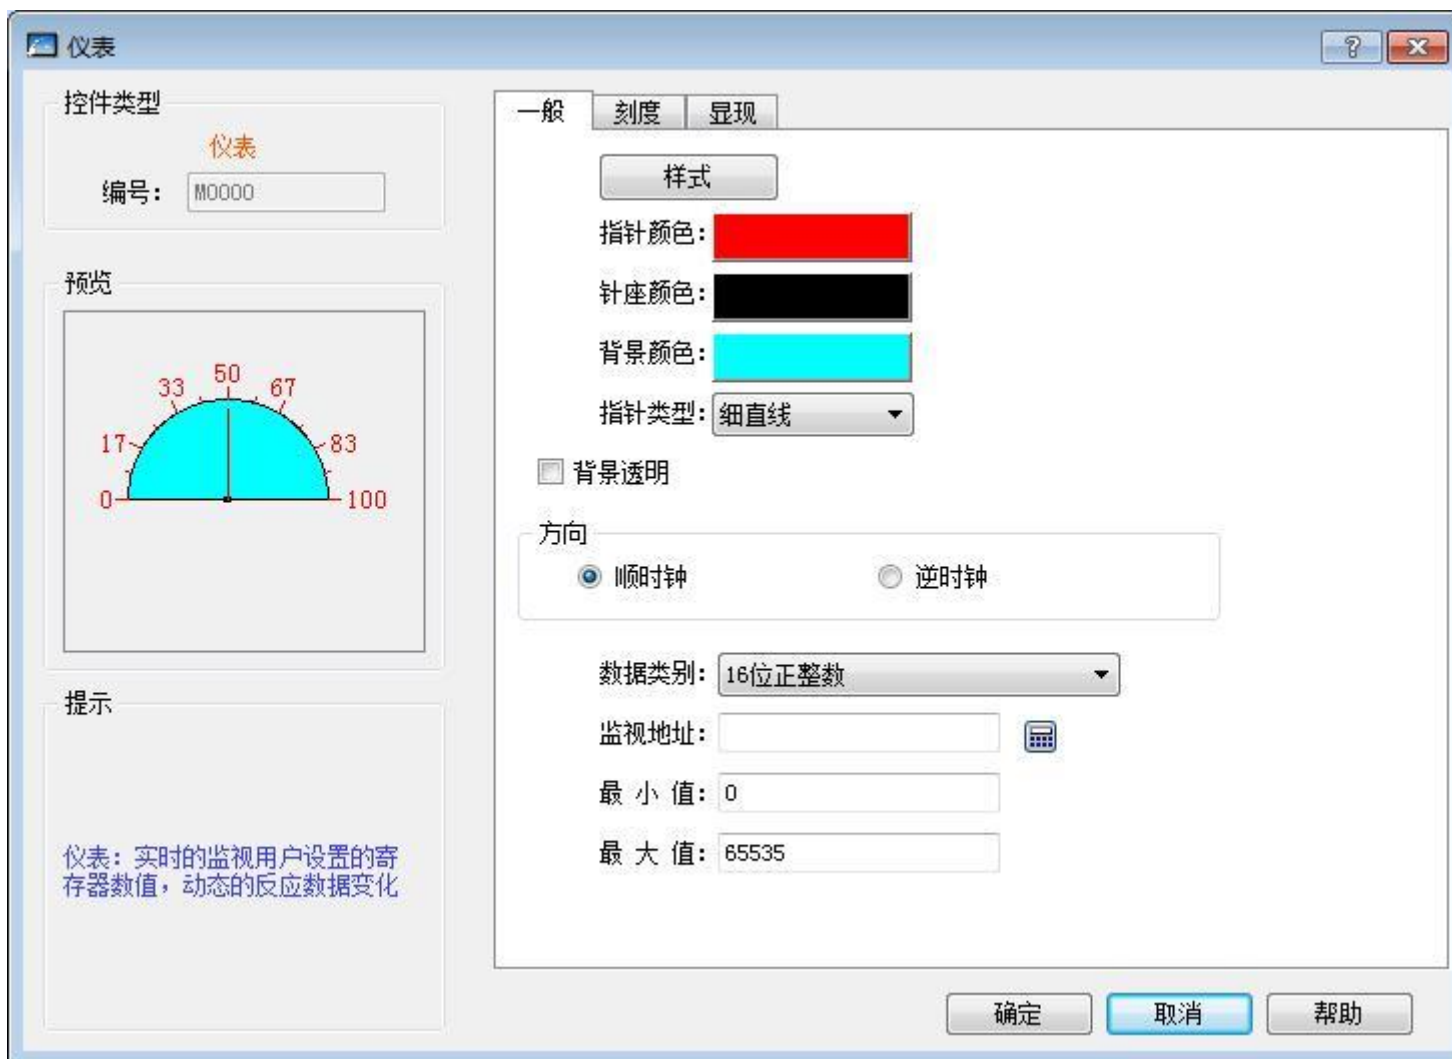 仪表
控件类型
仪表
编号： M0000
预览
0 17 33 50 67 83 100
提示
仪表：实时的监视用户设置的寄
存器数值，动态的反应数据变化
一般 刻度 显现
样式
指针颜色：
针座颜色：
背景颜色：
指针类型： 细直线
背景透明
方向
顺时钟 逆时钟
数据类别： 16位正整数
监视地址：
最 小 值： 0
最 大 值： 65535
确定 取消 帮助